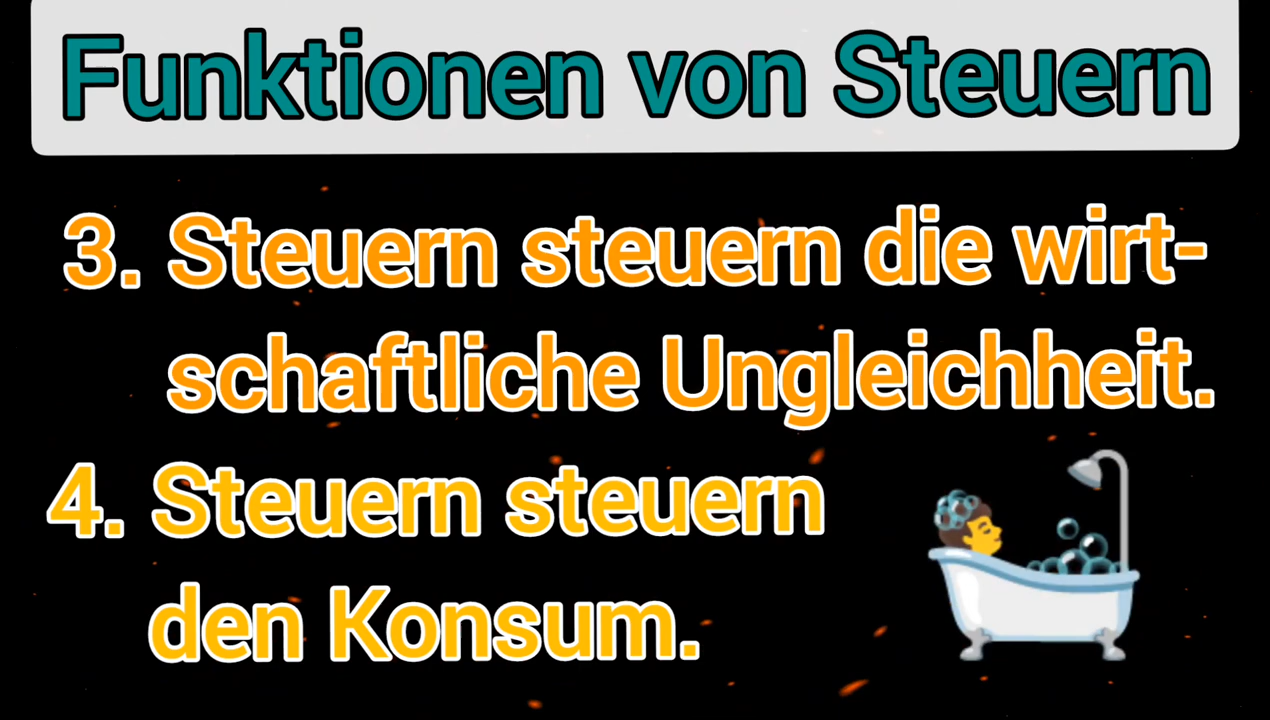 Funktionen von Steuern
3. Steuern steuern die wirt-
schaftliche Ungleichheit.
4. Steuern steuern
den Konsum.